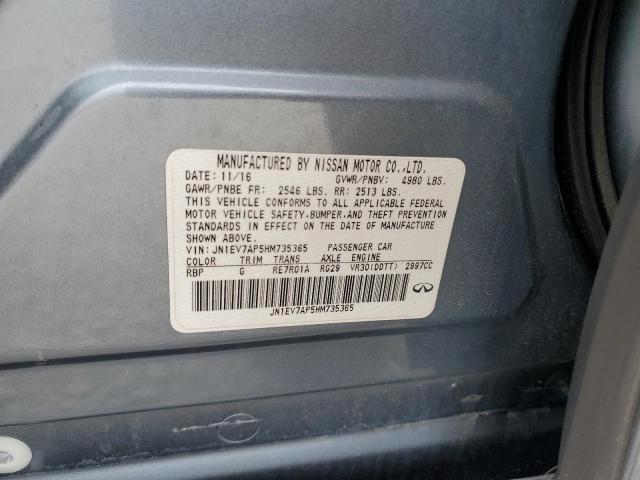 MANUFACTURED BY NISSAN MOTOR CO.,LTD.
DATE: 11/16 GVWR/PNBV: 4980 LBS.
GAWR/PNBE FR: 2546 LBS. RR: 2513 LBS.
THIS VEHICLE CONFORMS TO ALL APPLICABLE FEDERAL
MOTOR VEHICLE SAFETY,BUMPER,AND THEFT PREVENTION
STANDARDS IN EFFECT ON THE DATE OF MANUFACTURE
SHOWN ABOVE.
VIN: JN1EV7AP5HM735365 PASSENGER CAR
COLOR TRIM TRANS AXLE ENGINE
RBP G RE7R01A RG29 VR30(DDTT) 2997CC
JN1EV7AP5HM735365